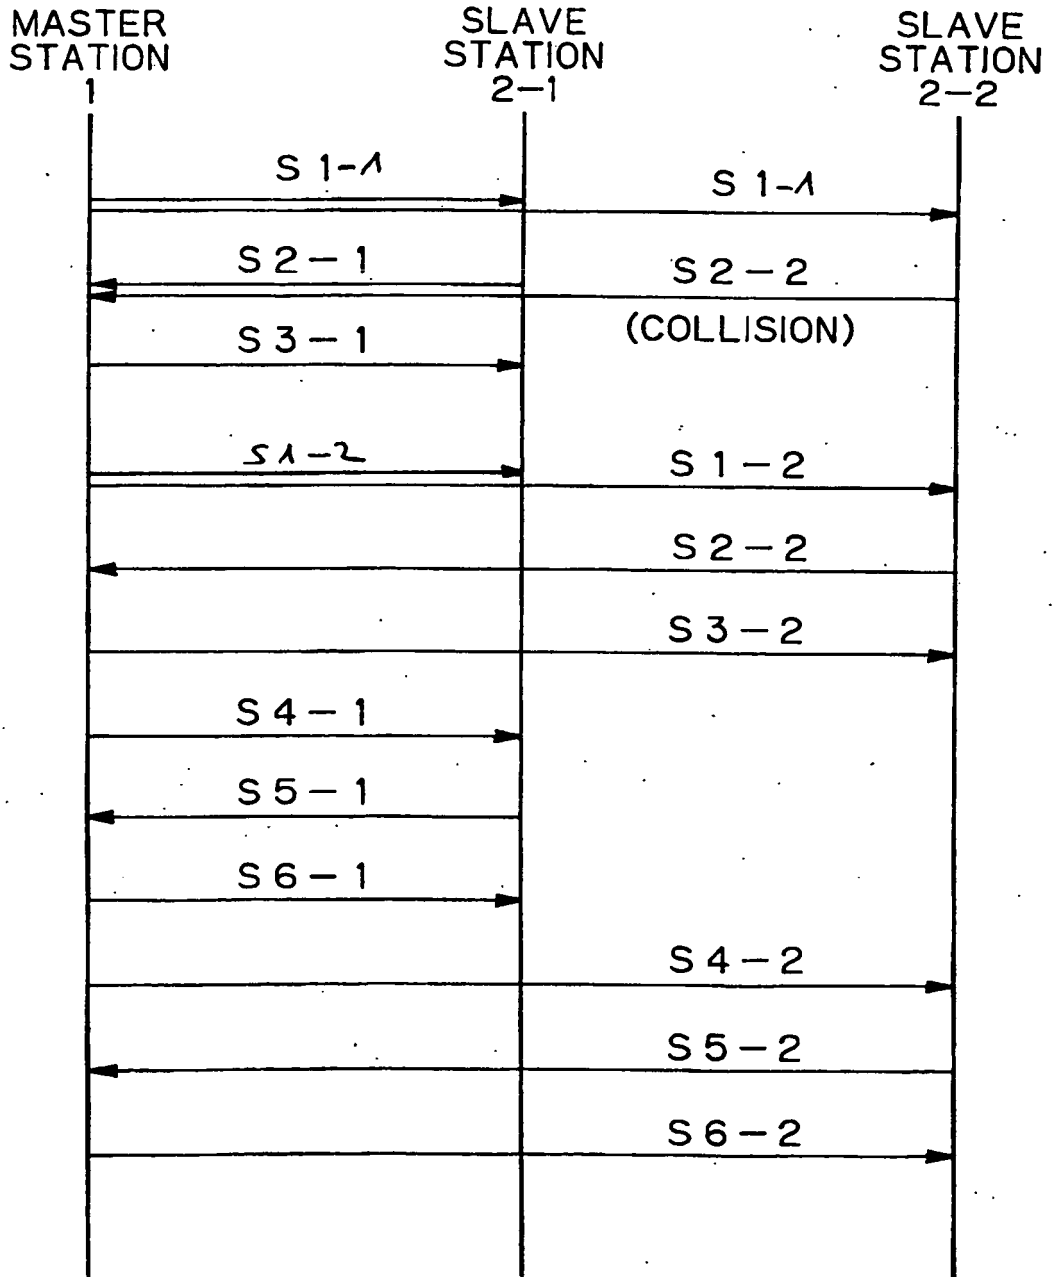 MASTER
STATION
1
SLAVE
STATION
2-1
SLAVE
STATION
2-2
S 1-1
S 1-1
S 2-1
S 2-2
(COLLISION)
S 3-1
S1-2
S 1-2
S 2-2
S 3-2
S 4-1
S 5-1
S 6-1
S 4-2
S 5-2
S 6-2